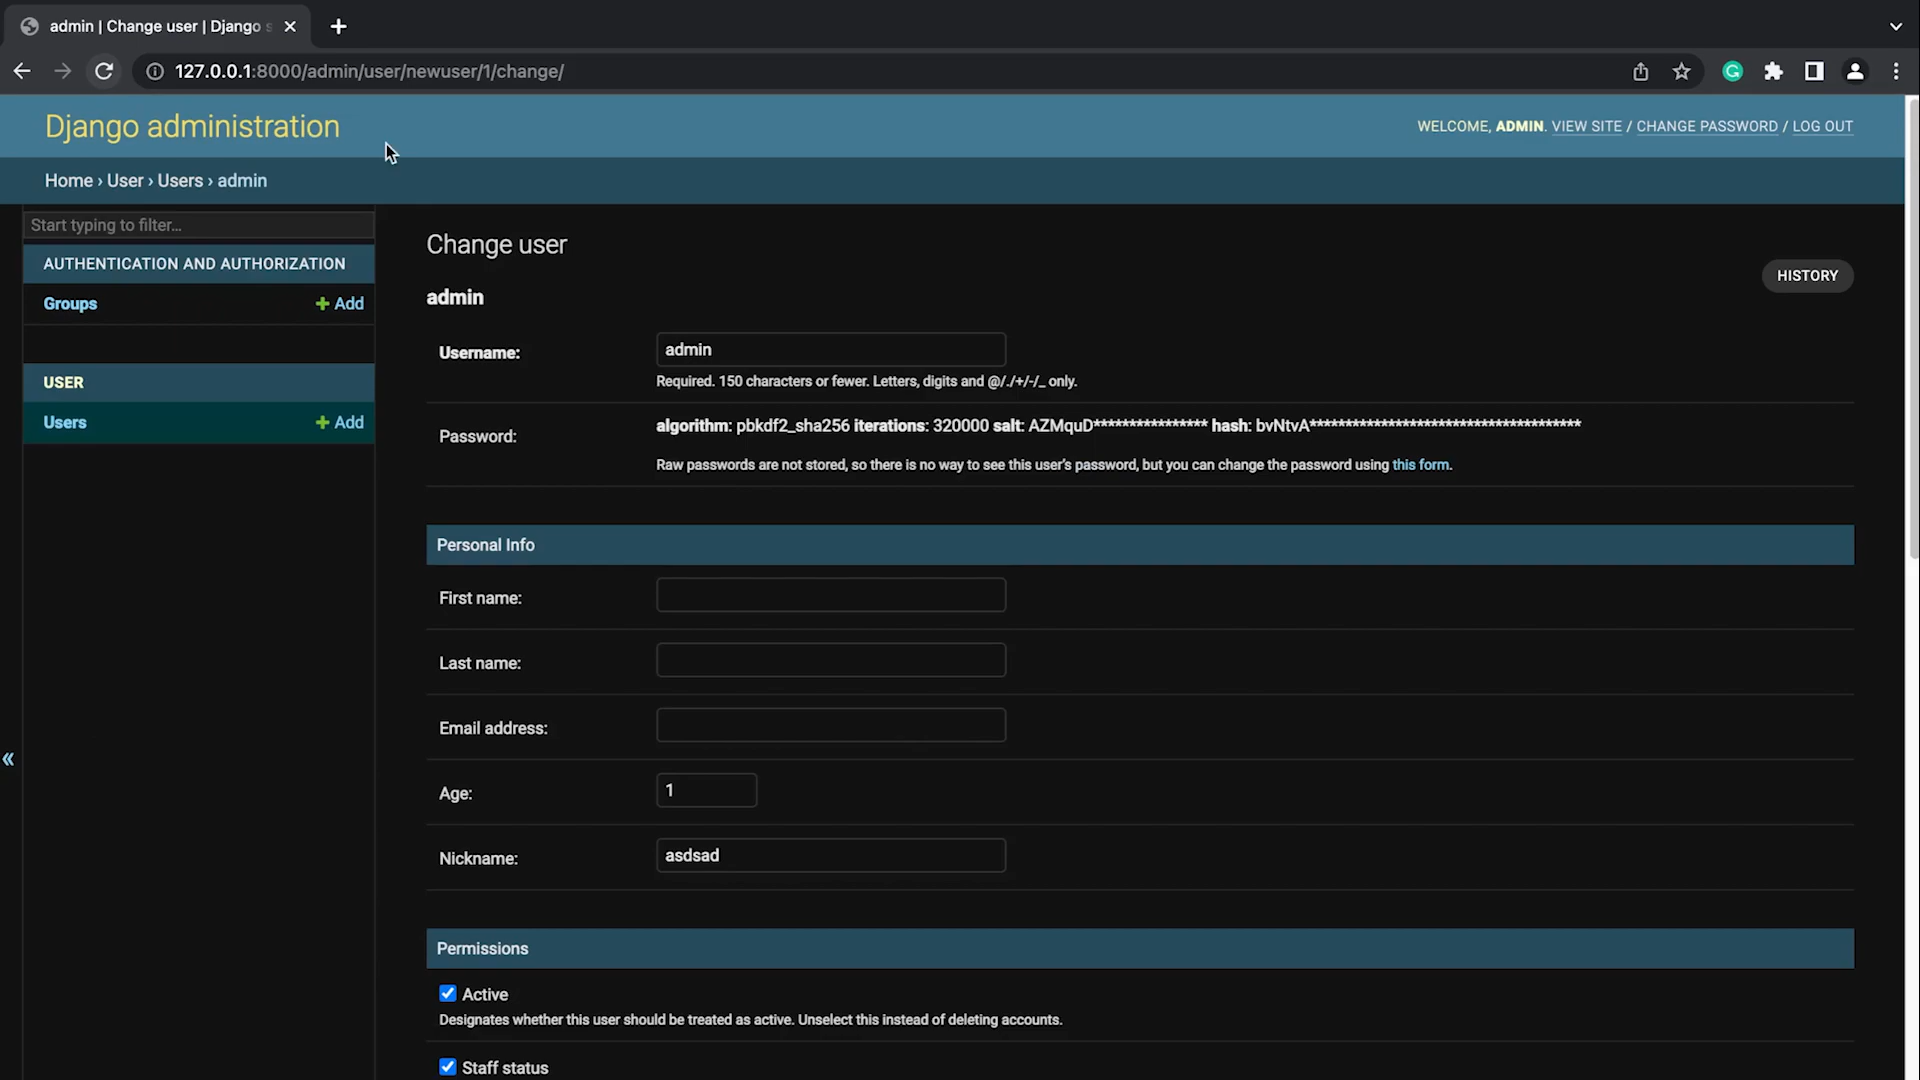 admin | Change user | Django s
127.0.0.1:8000/admin/user/newuser/1/change/
Django administration
WELCOME, ADMIN. VIEW SITE / CHANGE PASSWORD / LOG OUT
Home › User › Users › admin
Start typing to filter...
AUTHENTICATION AND AUTHORIZATION
Groups
+ Add
USER
Users
+ Add
«
Change user
HISTORY
admin
Username:
admin
Required. 150 characters or fewer. Letters, digits and @/./+/-/_ only.
Password:
algorithm: pbkdf2_sha256 iterations: 320000 salt: AZMquD**************** hash: bvNtvA**************************************
Raw passwords are not stored, so there is no way to see this user’s password, but you can change the password using this form.
Personal Info
First name:
Last name:
Email address:
Age:
1
Nickname:
asdsad
Permissions
Active
Designates whether this user should be treated as active. Unselect this instead of deleting accounts.
Staff status